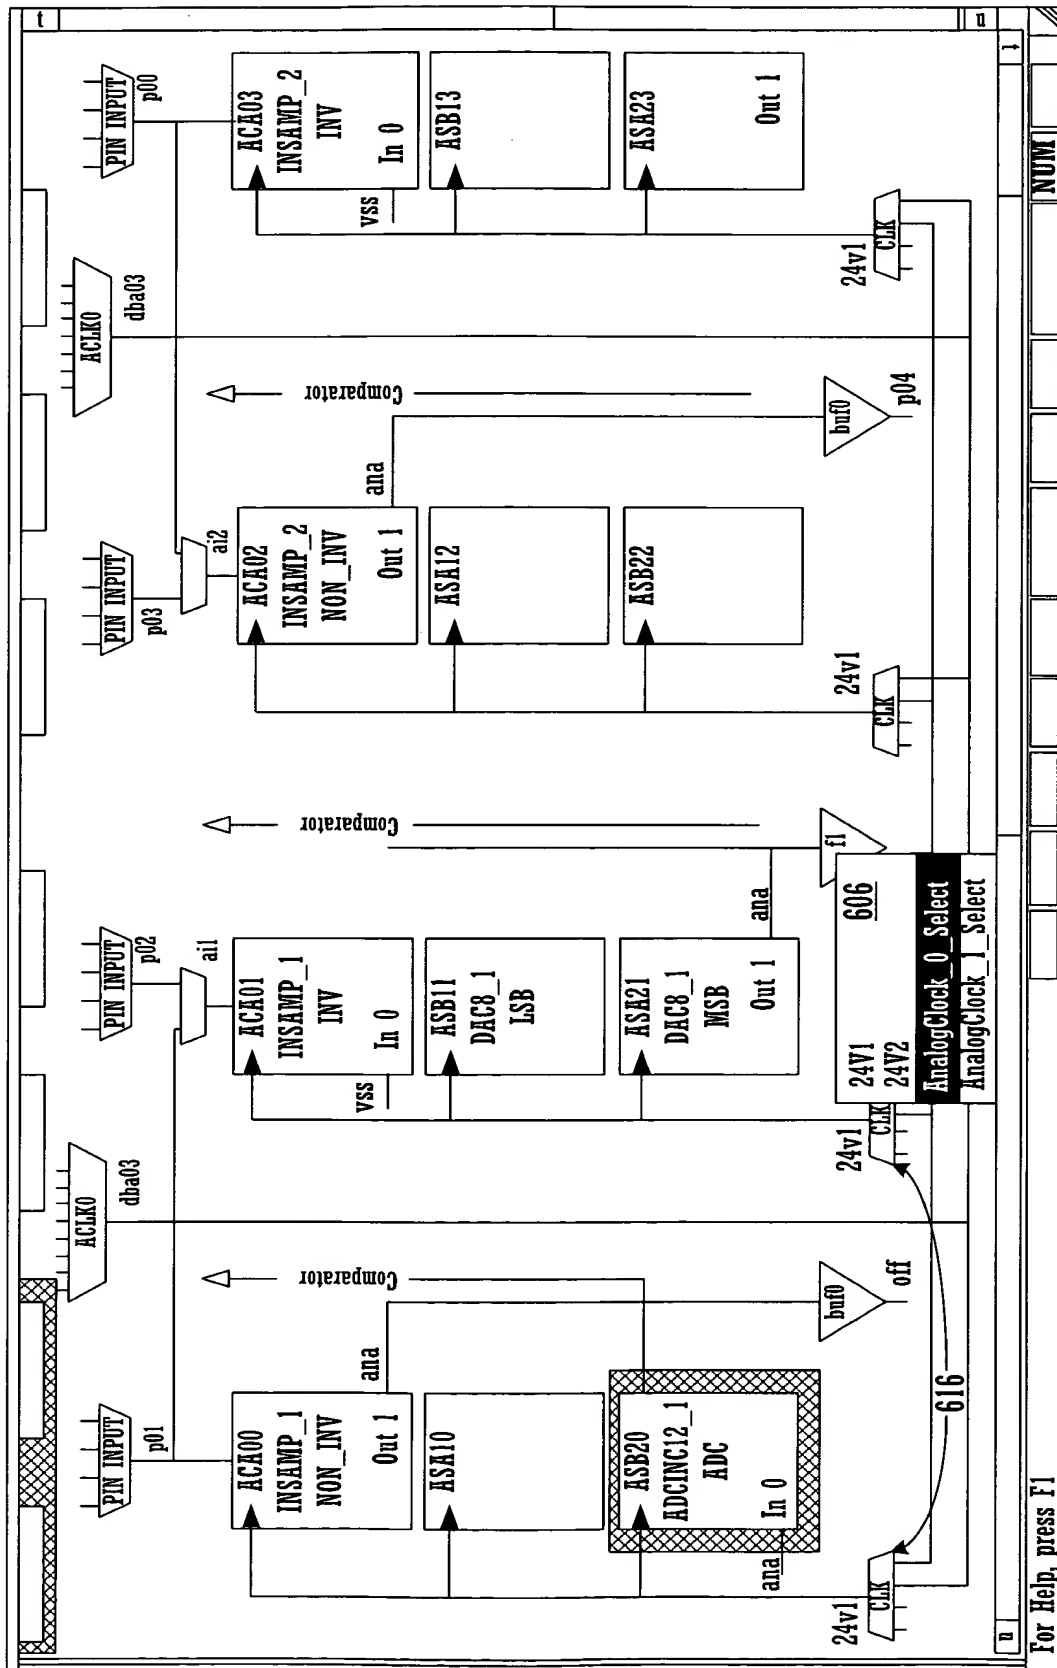 t
n
PIN INPUT
p01
ACLK0
dba03
PIN INPUT
p02
ai1
PIN INPUT
p03
ai2
ACLK0
dba03
PIN INPUT
p00
ACA00
INSAMP_1
NON_INV
Out 1
ana
Comparator
ACA01
INSAMP_1
INV
In 0
vss
Comparator
ACA02
INSAMP_2
NON_INV
Out 1
ana
Comparator
ACA03
INSAMP_2
INV
In 0
vss
ASA10
ASB11
DAC8_1
LSB
ASA12
ASB13
ASB20
ADCINC12_1
ADC
In 0
ana
ASA21
DAC8_1
MSB
Out 1
ana
ASB22
ASA23
Out 1
buf0
off
f1
buf0
p04
24v1
CLK
24v1
CLK
24v1
CLK
24v1
CLK
606
24V1
24V2
AnalogClock_0_Select
AnalogClock_1_Select
616
n
t
For Help, press F1
NUM